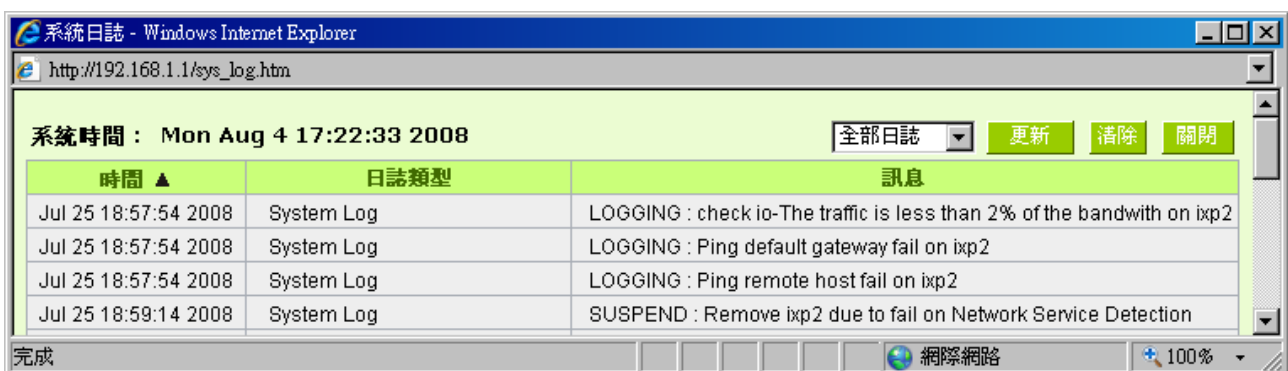 系統日誌 - Windows Internet Explorer
http://192.168.1.1/sys_log.htm
系統時間： Mon Aug 4 17:22:33 2008 全部日誌 更新 清除 關閉
時間 ▲ 日誌類型 訊息
Jul 25 18:57:54 2008 System Log LOGGING : check io-The traffic is less than 2% of the bandwith on ixp2
Jul 25 18:57:54 2008 System Log LOGGING : Ping default gateway fail on ixp2
Jul 25 18:57:54 2008 System Log LOGGING : Ping remote host fail on ixp2
Jul 25 18:59:14 2008 System Log SUSPEND : Remove ixp2 due to fail on Network Service Detection
完成 網際網路 100%